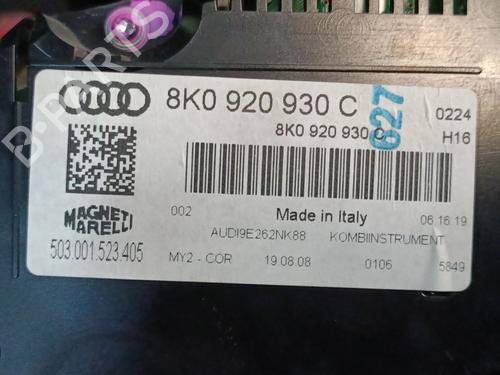 8K0 920 930 C
0224
8K0 920 930 C
H16
627
002
Made in Italy
06 16 19
MAGNETI
MARELLI
AUDI9E262NK88
KOMBIINSTRUMENT
503.001.523.405
MY2 - COR
19.08.08
0106
5849
B-PARTS